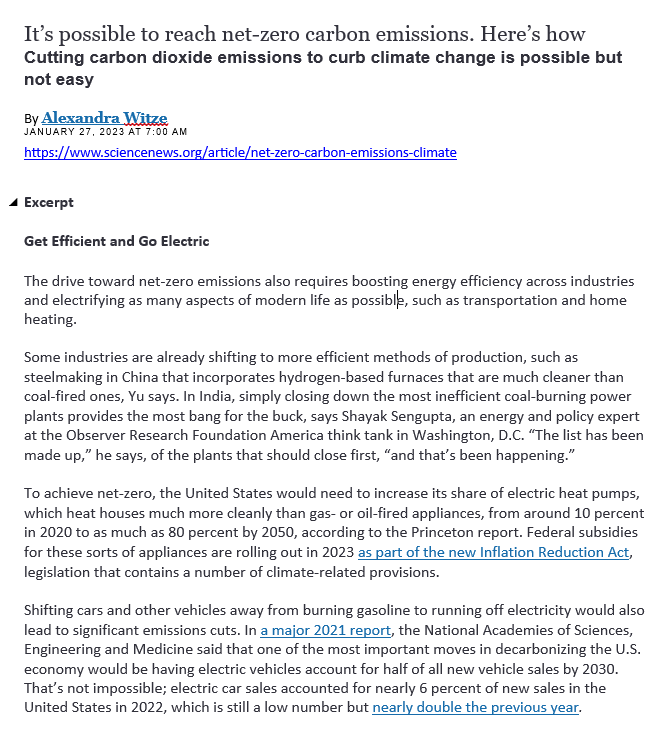 It’s possible to reach net-zero carbon emissions. Here’s how
Cutting carbon dioxide emissions to curb climate change is possible but
not easy
By Alexandra Witze
JANUARY 27, 2023 AT 7:00 AM
https://www.sciencenews.org/article/net-zero-carbon-emissions-climate
Excerpt
Get Efficient and Go Electric
The drive toward net-zero emissions also requires boosting energy efficiency across industries
and electrifying as many aspects of modern life as possible, such as transportation and home
heating.
Some industries are already shifting to more efficient methods of production, such as
steelmaking in China that incorporates hydrogen-based furnaces that are much cleaner than
coal-fired ones, Yu says. In India, simply closing down the most inefficient coal-burning power
plants provides the most bang for the buck, says Shayak Sengupta, an energy and policy expert
at the Observer Research Foundation America think tank in Washington, D.C. “The list has been
made up,” he says, of the plants that should close first, “and that’s been happening.”
To achieve net-zero, the United States would need to increase its share of electric heat pumps,
which heat houses much more cleanly than gas- or oil-fired appliances, from around 10 percent
in 2020 to as much as 80 percent by 2050, according to the Princeton report. Federal subsidies
for these sorts of appliances are rolling out in 2023 as part of the new Inflation Reduction Act,
legislation that contains a number of climate-related provisions.
Shifting cars and other vehicles away from burning gasoline to running off electricity would also
lead to significant emissions cuts. In a major 2021 report, the National Academies of Sciences,
Engineering and Medicine said that one of the most important moves in decarbonizing the U.S.
economy would be having electric vehicles account for half of all new vehicle sales by 2030.
That’s not impossible; electric car sales accounted for nearly 6 percent of new sales in the
United States in 2022, which is still a low number but nearly double the previous year.